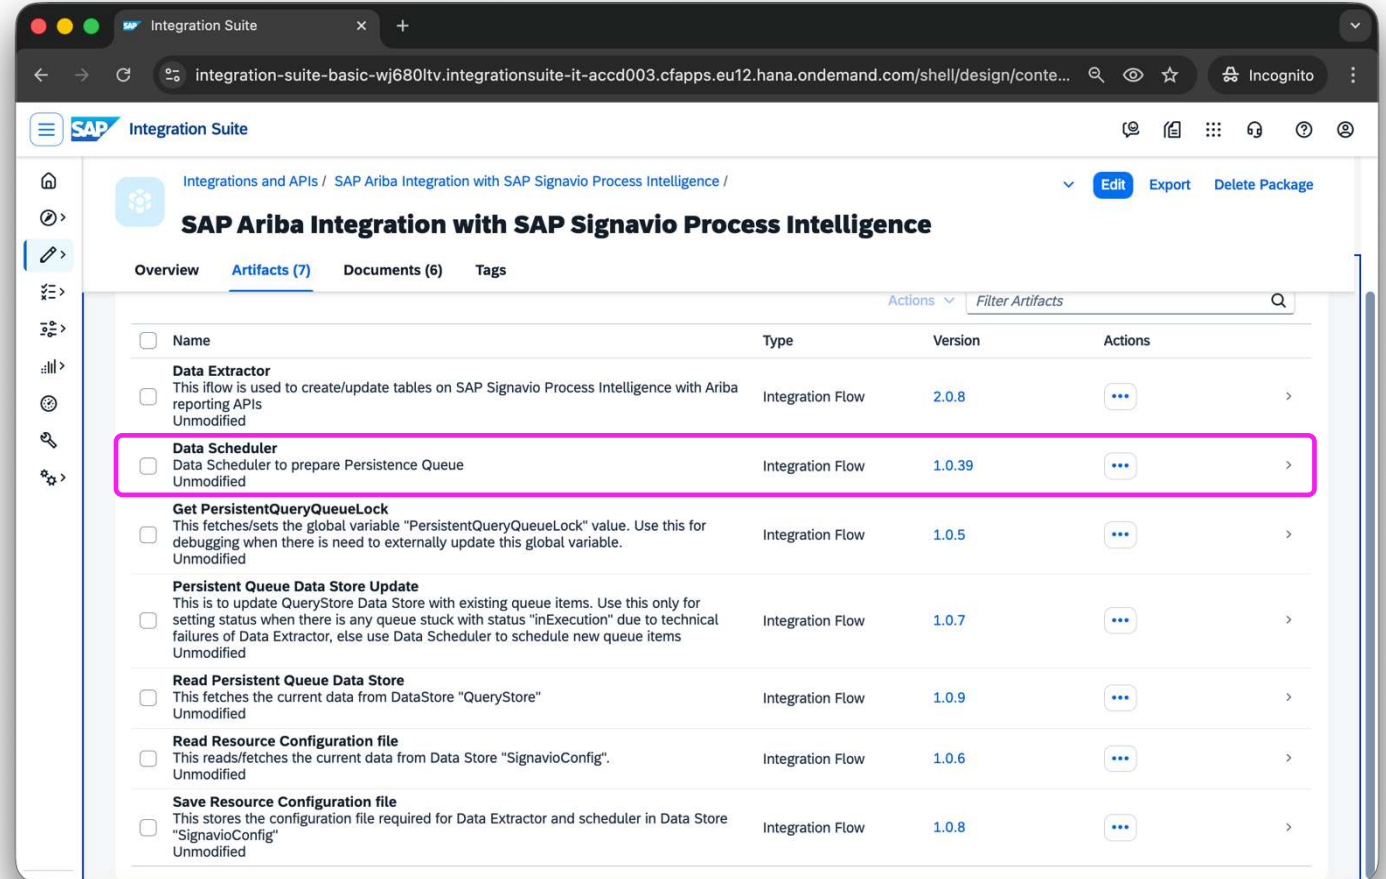 SAP Integration Suite
integration-suite-basic-wj680ltv.integrationsuite-it-accd003.cfapps.eu12.hana.ondemand.com/shell/design/conte...
Incognito
SAP Integration Suite
Integrations and APIs / SAP Ariba Integration with SAP Signavio Process Intelligence /
Edit Export Delete Package
SAP Ariba Integration with SAP Signavio Process Intelligence
Overview Artifacts (7) Documents (6) Tags
Actions Filter Artifacts
Name Type Version Actions
Data Extractor
This iflow is used to create/update tables on SAP Signavio Process Intelligence with Ariba
reporting APIs
Unmodified
Integration Flow 2.0.8
Data Scheduler
Data Scheduler to prepare Persistence Queue
Unmodified
Integration Flow 1.0.39
Get PersistentQueryQueueLock
This fetches/sets the global variable "PersistentQueryQueueLock" value. Use this for
debugging when there is need to externally update this global variable.
Unmodified
Integration Flow 1.0.5
Persistent Queue Data Store Update
This is to update QueryStore Data Store with existing queue items. Use this only for
setting status when there is any queue stuck with status "inExecution" due to technical
failures of Data Extractor, else use Data Scheduler to schedule new queue items
Unmodified
Integration Flow 1.0.7
Read Persistent Queue Data Store
This fetches the current data from DataStore "QueryStore"
Unmodified
Integration Flow 1.0.9
Read Resource Configuration file
This reads/fetches the current data from Data Store "SignavioConfig".
Unmodified
Integration Flow 1.0.6
Save Resource Configuration file
This stores the configuration file required for Data Extractor and scheduler in Data Store
"SignavioConfig"
Unmodified
Integration Flow 1.0.8